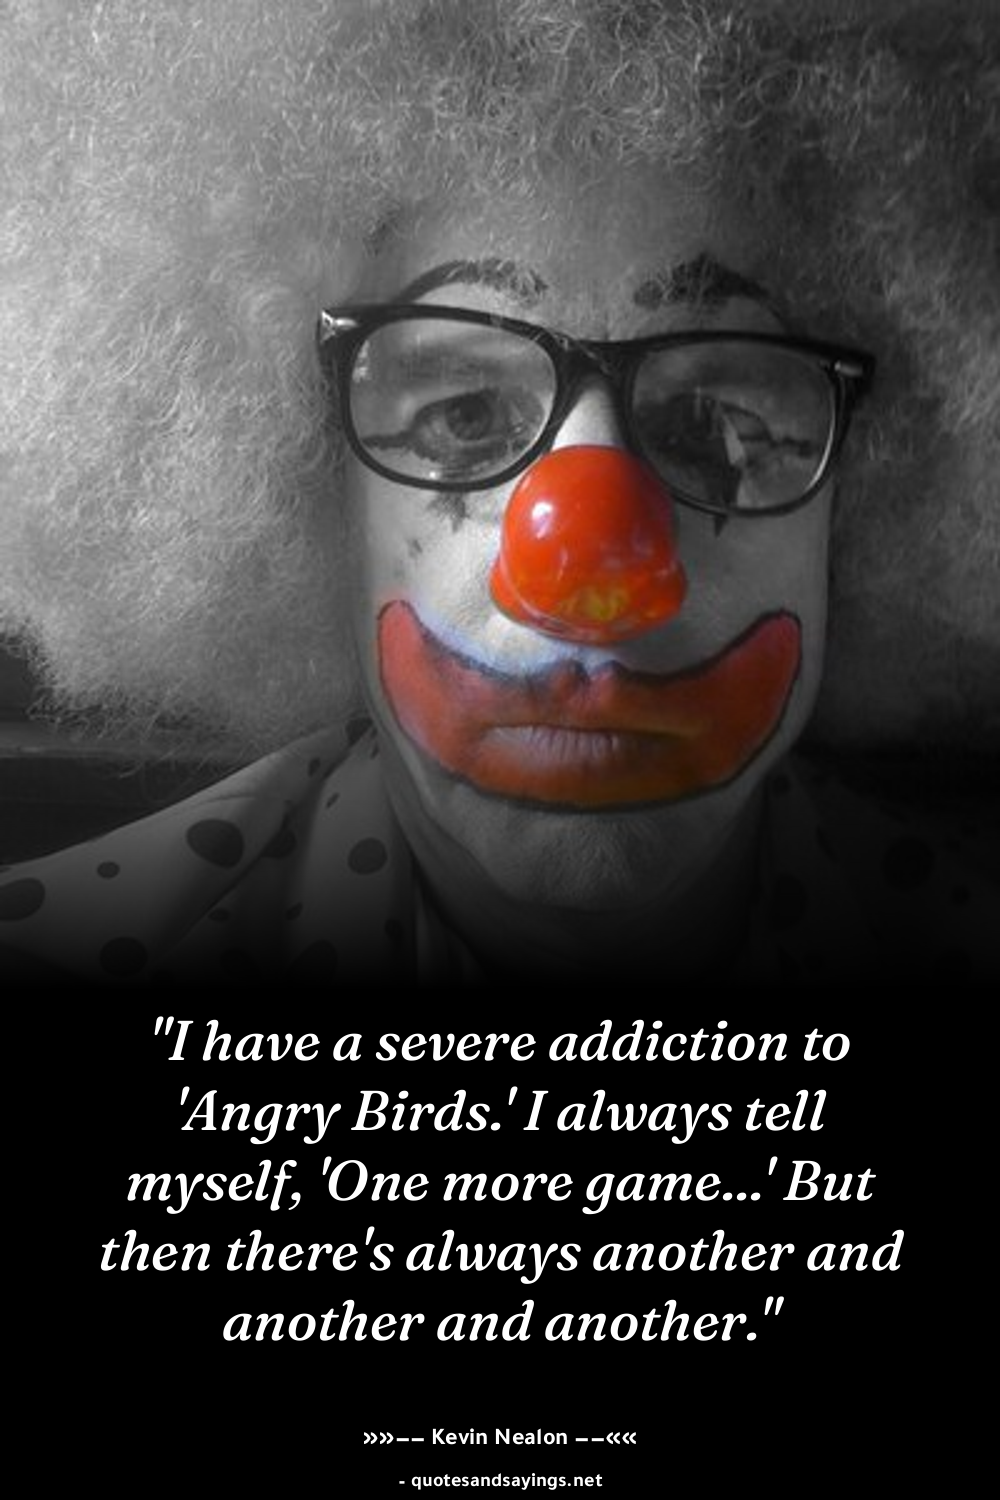 "I have a severe addiction to
'Angry Birds.' I always tell
myself, 'One more game...' But
then there's always another and
another and another."
»»–– Kevin Nealon ––««
- quotesandsayings.net